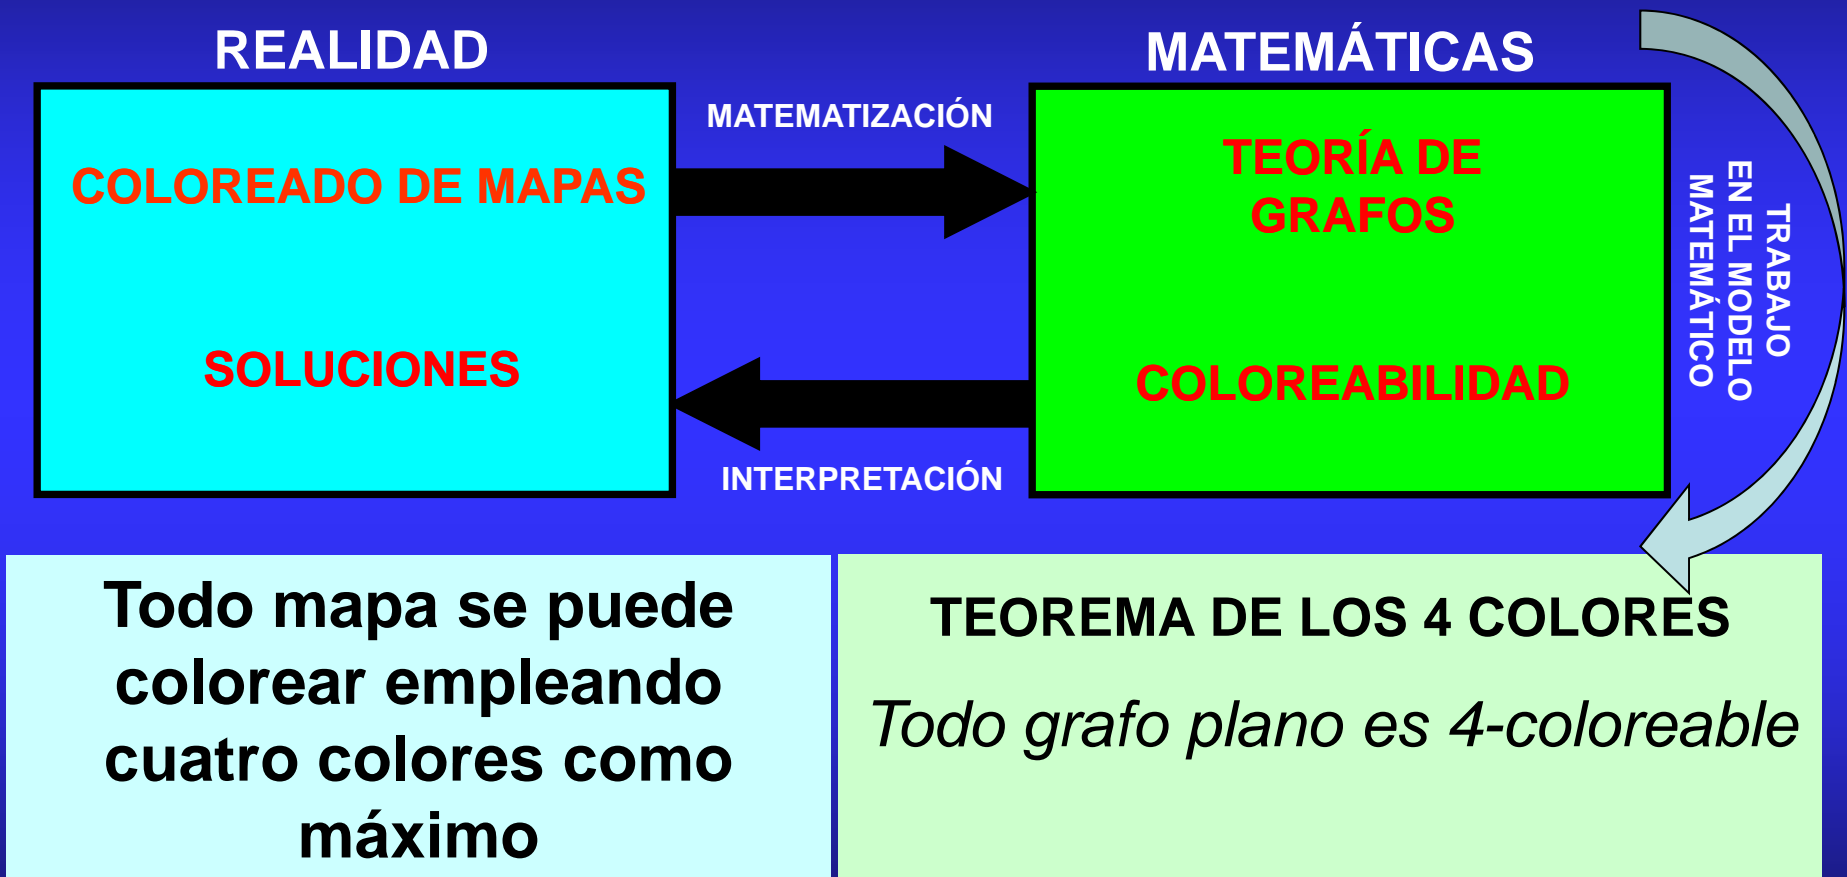 REALIDAD
MATEMÁTICAS
MATEMATIZACIÓN
COLOREADO DE MAPAS
TEORÍA DE
GRAFOS
SOLUCIONES
COLOREABILIDAD
INTERPRETACIÓN
TRABAJO
EN EL MODELO
MATEMÁTICO
Todo mapa se puede
colorear empleando
cuatro colores como
máximo
TEOREMA DE LOS 4 COLORES
Todo grafo plano es 4-coloreable